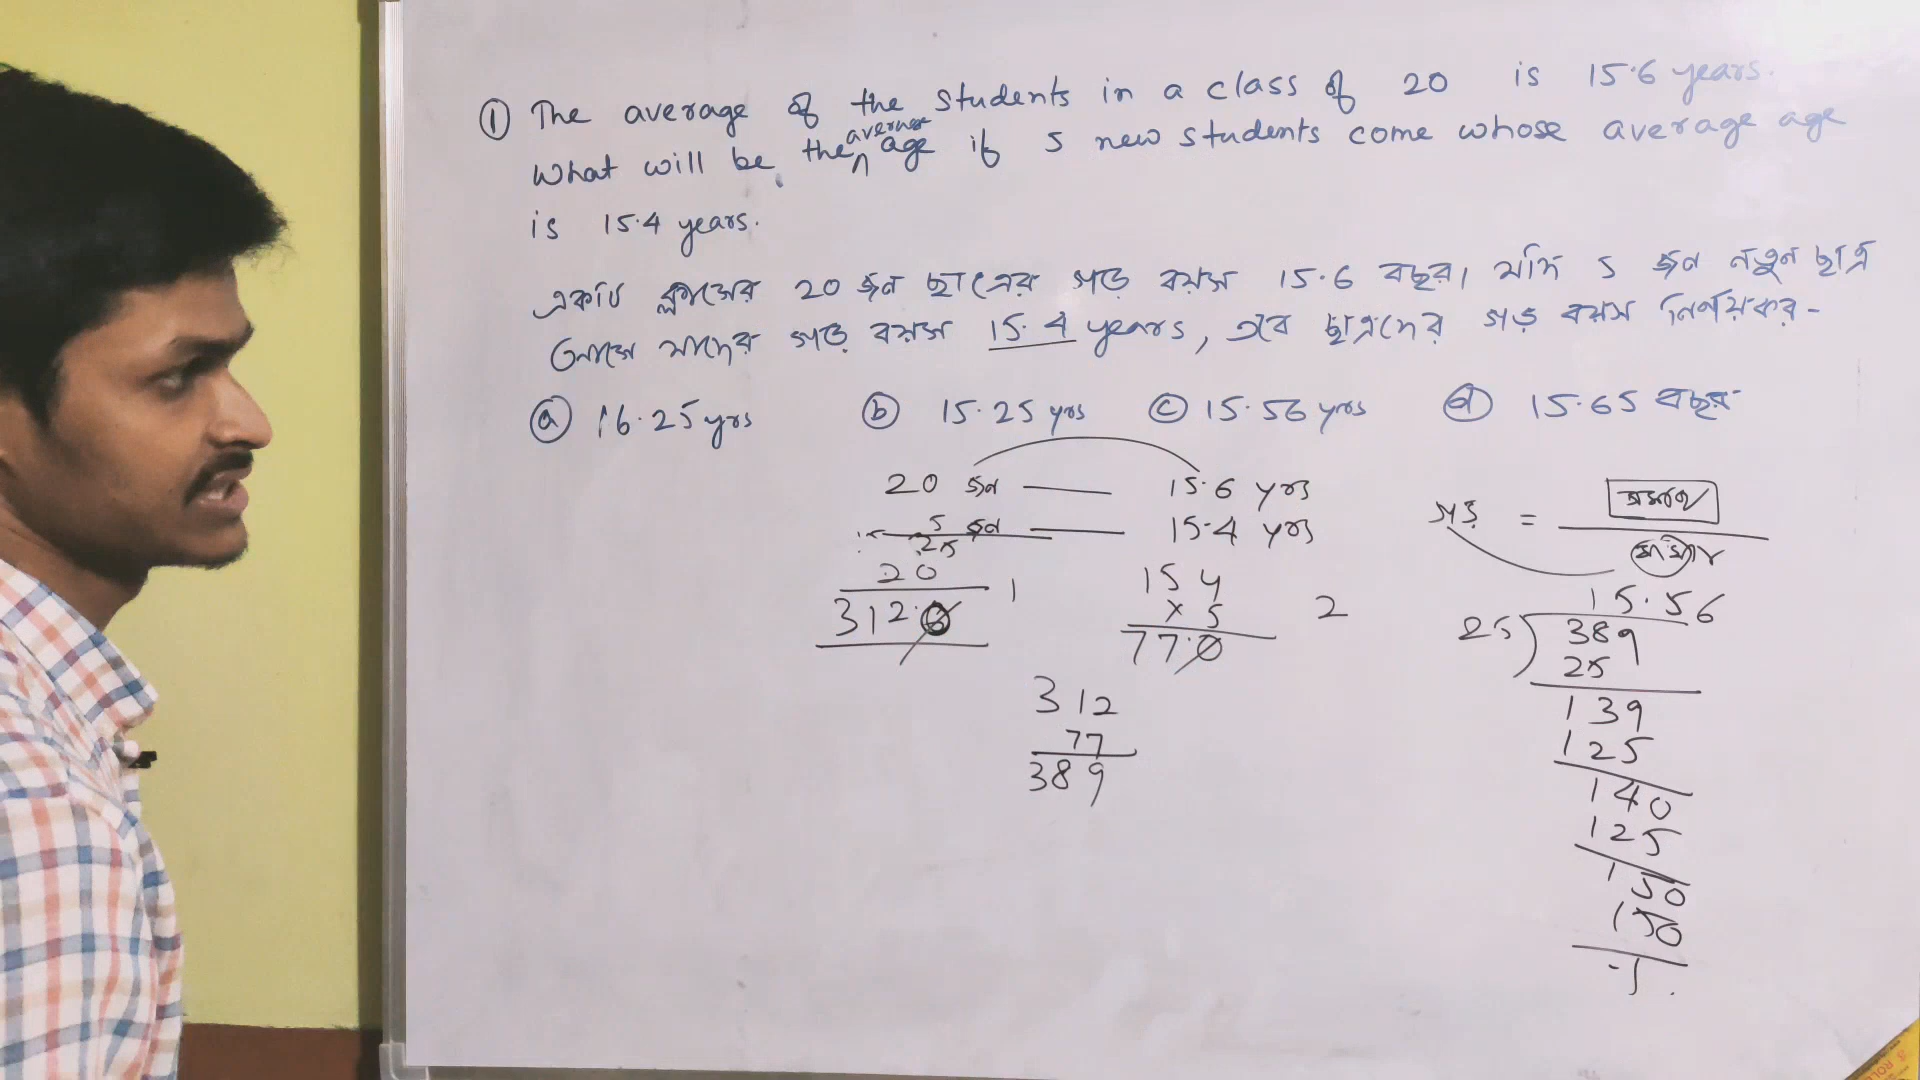 ① The average of the students in a class of 20 is 15.6 years.
What will be the average age if 5 new students come whose average age
is 15.4 years.
একটি ক্লাসের 20 জন ছাত্রের গড় বয়স 15.6 বছর। যদি 5 জন নতুন ছাত্র
আসে যাদের গড় বয়স 15.4 years, তবে ছাত্রদের গড় বয়স নির্ণয় কর-
ⓐ 16.25 yrs ⓑ 15.25 yrs ⓒ 15.56 yrs ⓓ 15.65 বছর
20 জন — 15.6 yrs
5 জন — 15.4 yrs
25
20
312.0 1
154
x 5
77.0 2
312
77
389
গড় =
15.56
25) 389
25
139
125
140
125
150
150